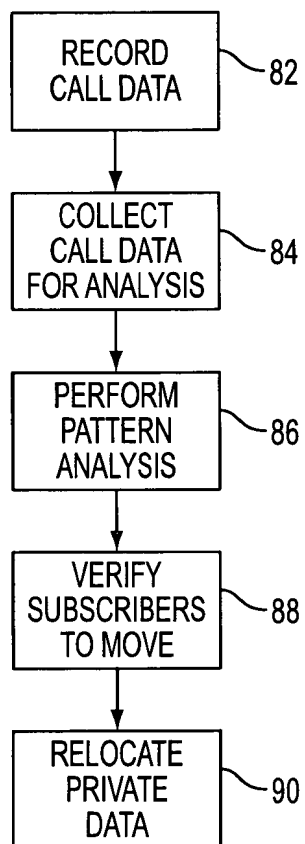 RECORD
CALL DATA
82
COLLECT
CALL DATA
FOR ANALYSIS
84
PERFORM
PATTERN
ANALYSIS
86
VERIFY
SUBSCRIBERS
TO MOVE
88
RELOCATE
PRIVATE
DATA
90